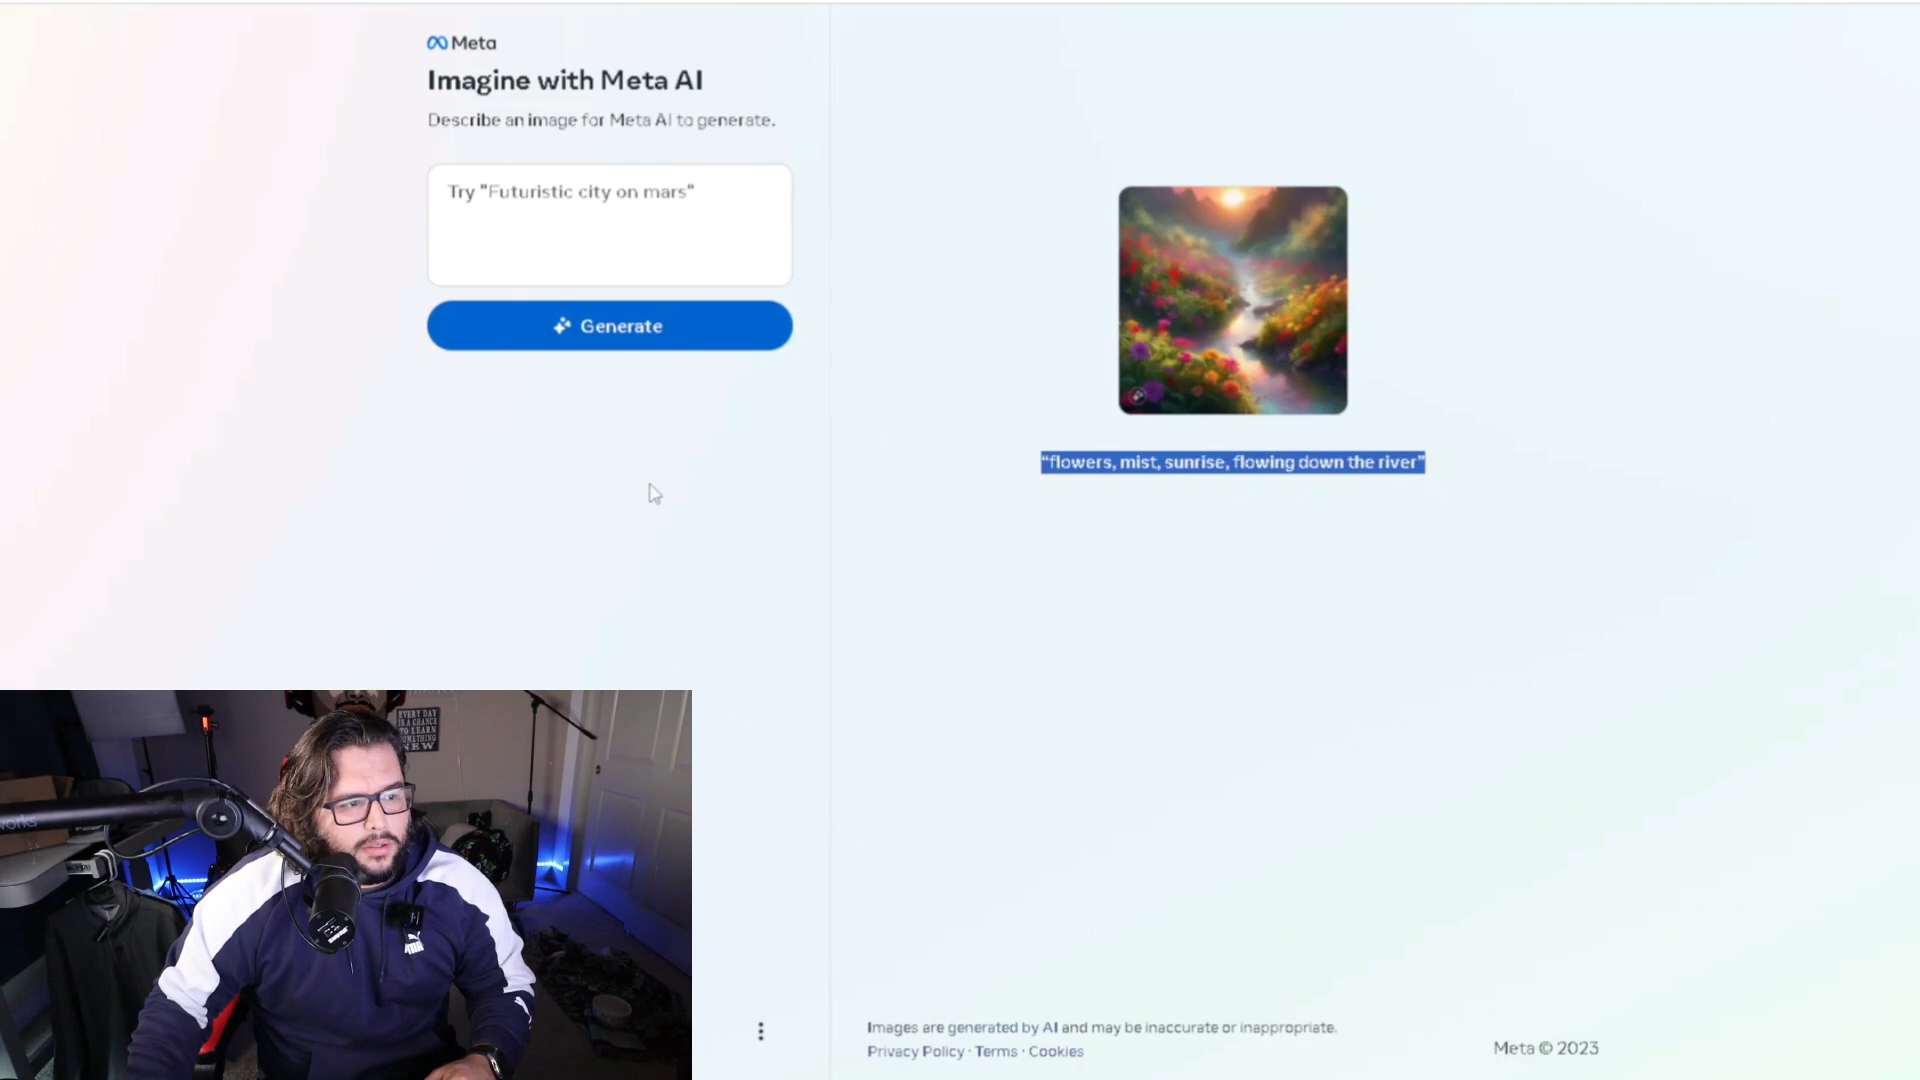 Meta
Imagine with Meta AI
Describe an image for Meta AI to generate.
Try "Futuristic city on mars"
Generate
"flowers, mist, sunrise, flowing down the river"
EVERY DAY
IS A CHANCE
TO LEARN
SOMETHING
NEW
works
Images are generated by AI and may be inaccurate or inappropriate.
Privacy Policy · Terms · Cookies
Meta © 2023